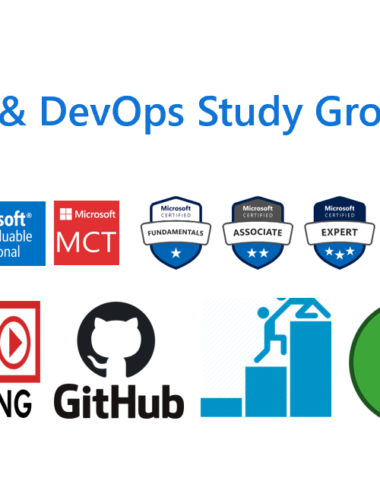 & DevOps Study Gro
soft®
luable
onal
Microsoft
MCT
Microsoft
CERTIFIED
FUNDAMENTALS
Microsoft
CERTIFIED
ASSOCIATE
Microsoft
CERTIFIED
EXPERT
NG
GitHub